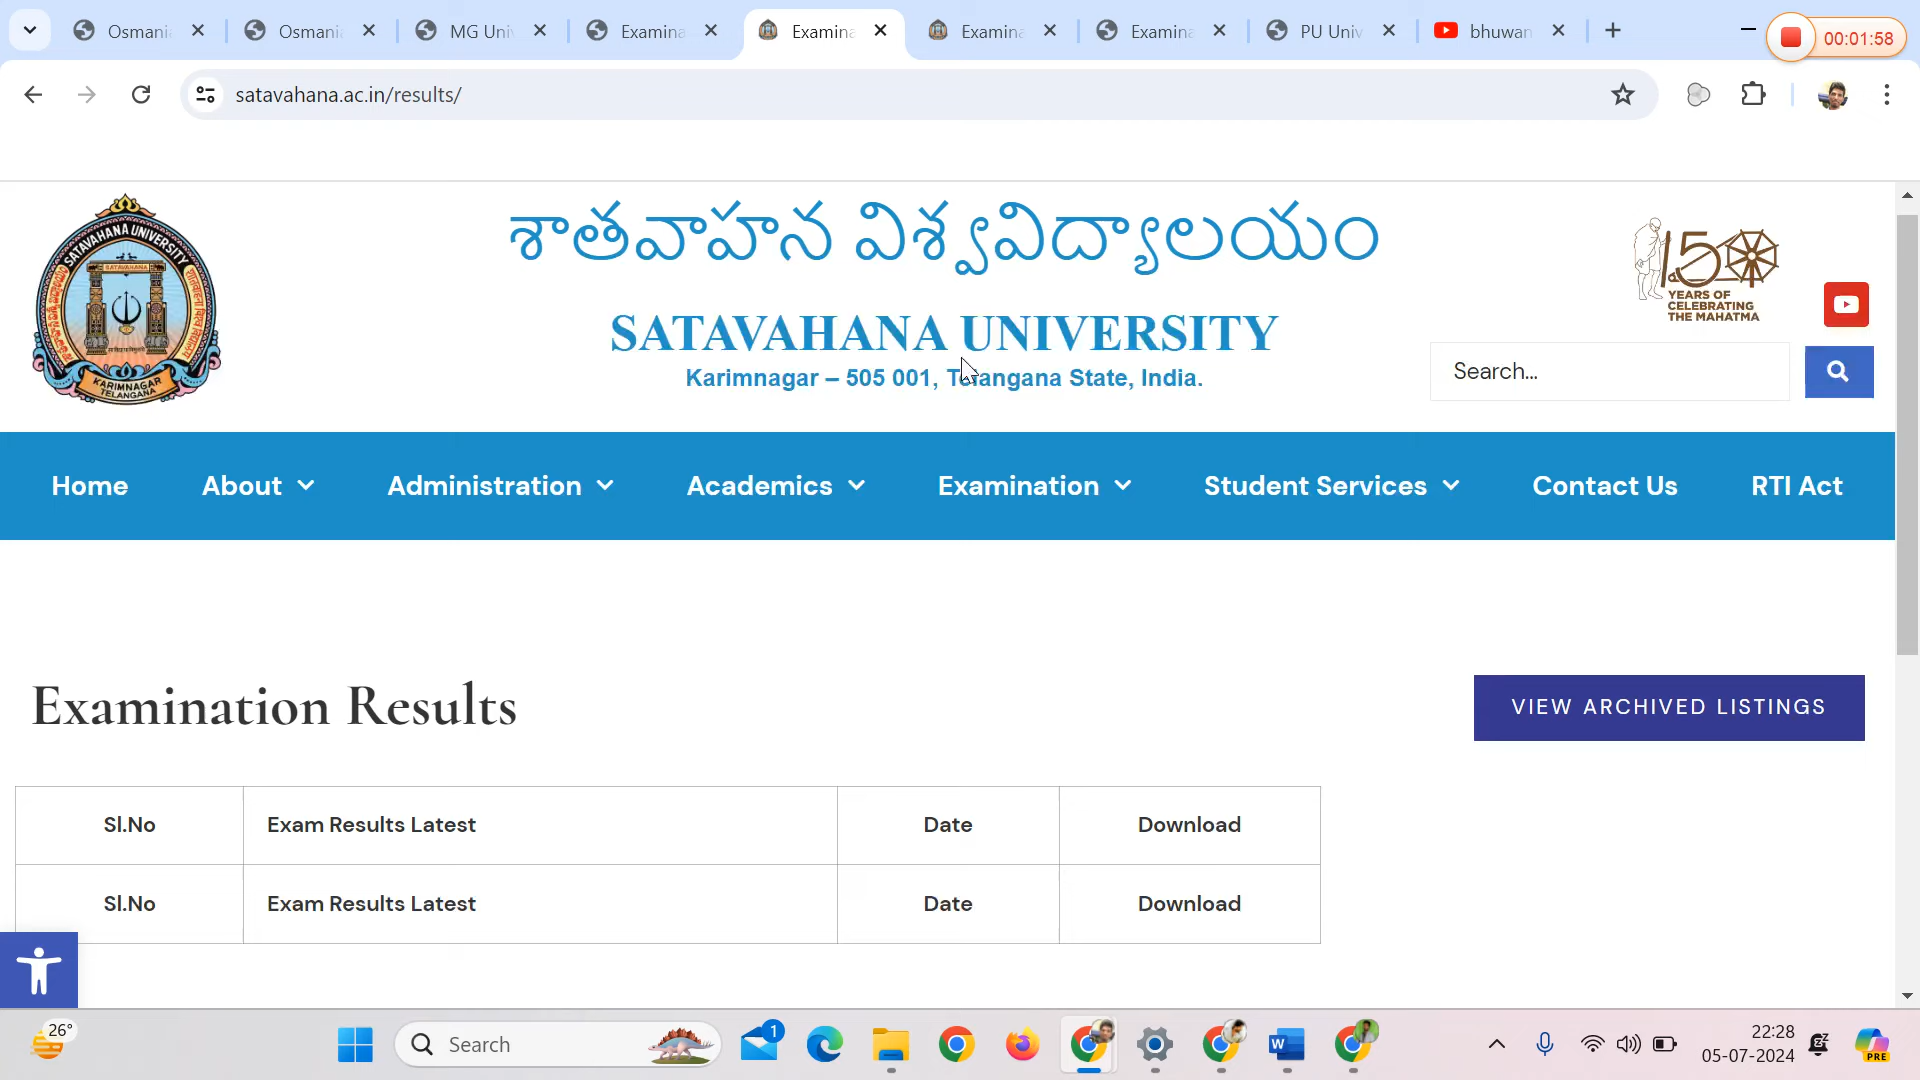 Osmani
Osmani
MG Univ
Examina
Examina
Examina
Examina
PU Univ
bhuwan
00:01:58
satavahana.ac.in/results/
SATAVAHANA UNIVERSITY
KARIMNAGAR
TELANGANA
శాతవాహన విశ్వవిద్యాలయం
SATAVAHANA UNIVERSITY
Karimnagar – 505 001, Telangana State, India.
150
YEARS OF
CELEBRATING
THE MAHATMA
Search...
Home
About
Administration
Academics
Examination
Student Services
Contact Us
RTI Act
Examination Results
VIEW ARCHIVED LISTINGS
Sl.No Exam Results Latest Date Download
Sl.No Exam Results Latest Date Download
26°
Search
1
W
PRE
22:28
05-07-2024